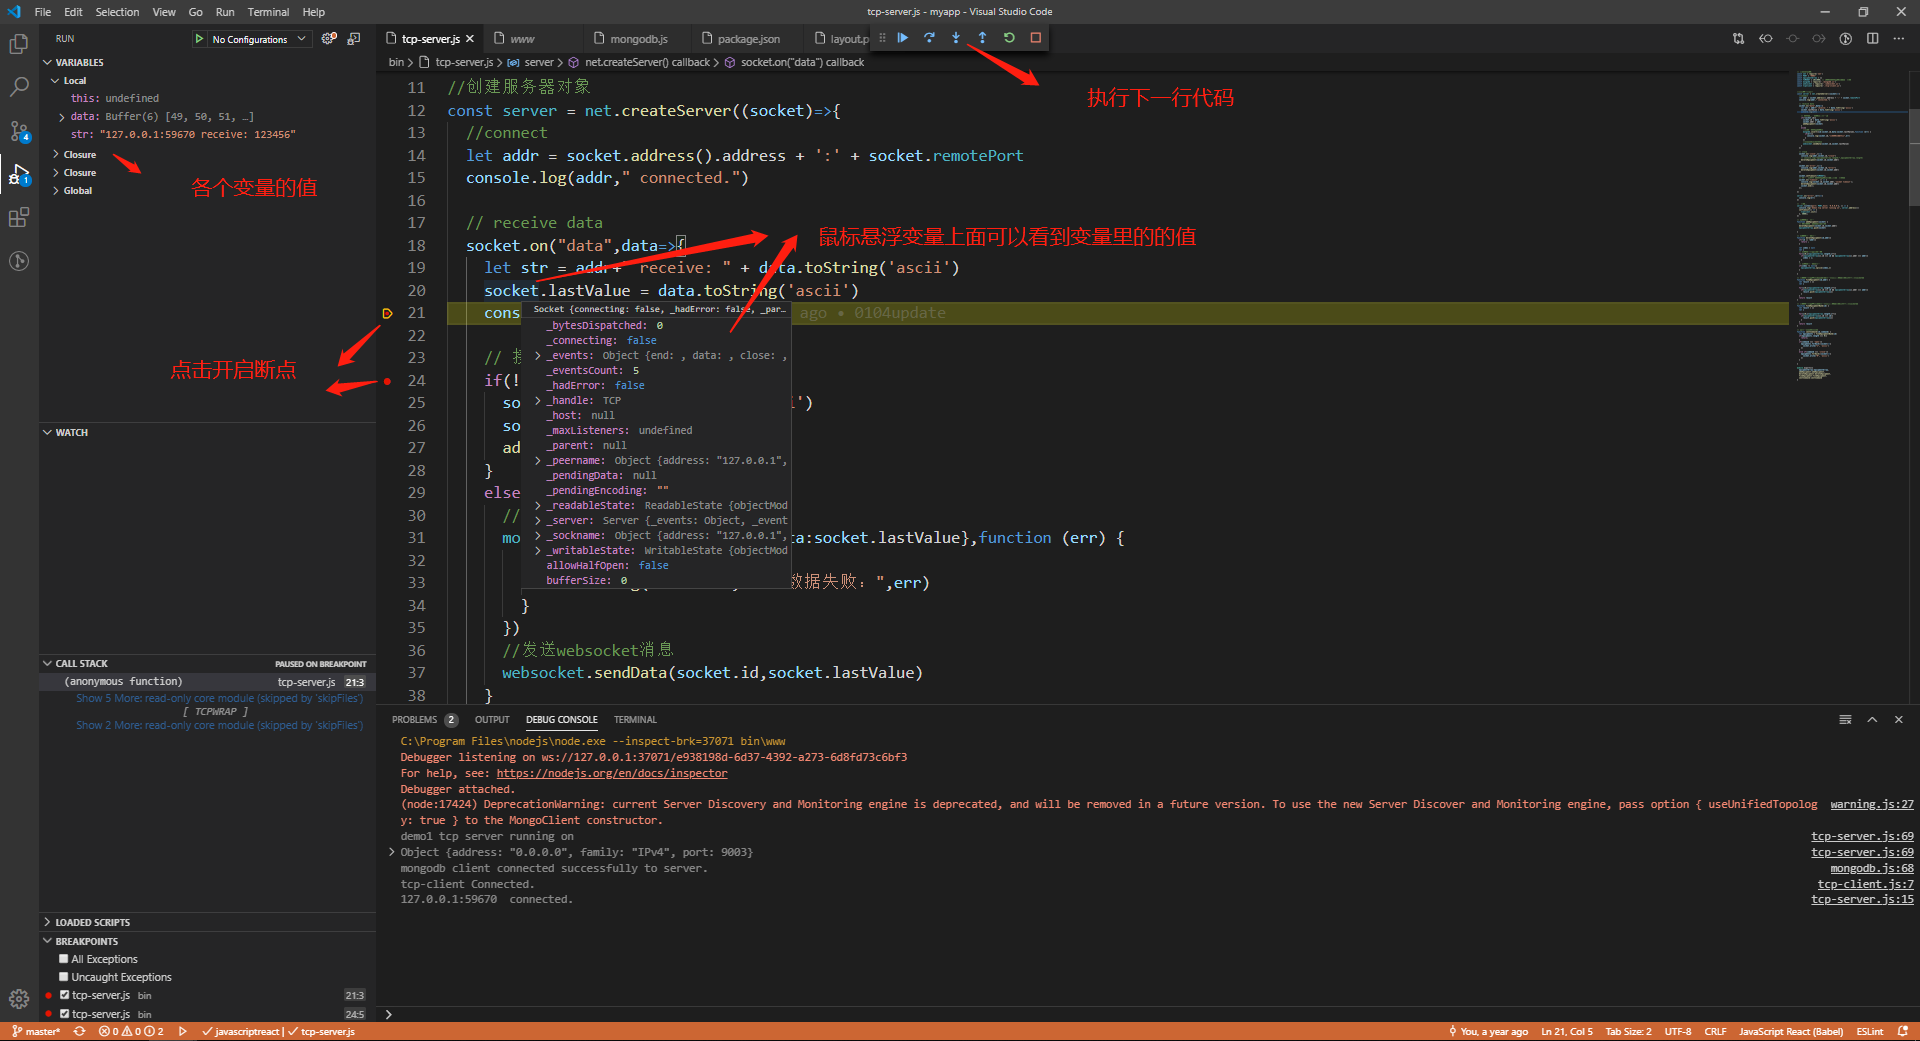 File Edit Selection View Go Run Terminal Help
tcp-server.js - myapp - Visual Studio Code
RUN
No Configurations
tcp-server.js
www
mongodb.js
package.json
layout.p
bin > tcp-server.js > server > net.createServer() callback > socket.on("data") callback
VARIABLES
Local
this: undefined
data: Buffer(6) [49, 50, 51, …]
str: "127.0.0.1:59670 receive: 123456"
Closure
Closure
Global
各个变量的值
点击开启断点
执行下一行代码
鼠标悬浮变量上面可以看到变量里的的值
11 //创建服务器对象
12 const server = net.createServer((socket)=>{
13 //connect
14 let addr = socket.address().address + ':' + socket.remotePort
15 console.log(addr," connected.")
16
17 // receive data
18 socket.on("data",data=>{
19 let str = addr+" receive: " + data.toString('ascii')
20 socket.lastValue = data.toString('ascii')
21 cons
ago • 0104update
22
23 //
24 if(!
25 so
i')
26 so
27 ad
28 }
29 else
30 //
31 mo
ta:socket.lastValue},function (err) {
32
33
数据失败：",err)
34 }
35 })
36 //发送websocket消息
37 websocket.sendData(socket.id,socket.lastValue)
38 }
Socket {connecting: false, _hadError: false, _par…
_bytesDispatched: 0
_connecting: false
_events: Object {end: , data: , close: ,
_eventsCount: 5
_hadError: false
_handle: TCP
_host: null
_maxListeners: undefined
_parent: null
_peername: Object {address: "127.0.0.1",
_pendingData: null
_pendingEncoding: ""
_readableState: ReadableState {objectMod
_server: Server {_events: Object, _event
_sockname: Object {address: "127.0.0.1",
_writableState: WritableState {objectMod
allowHalfOpen: false
bufferSize: 0
WATCH
CALL STACK
PAUSED ON BREAKPOINT
(anonymous function) tcp-server.js 21:3
Show 5 More: read-only core module (skipped by 'skipFiles')
[ TCPWRAP ]
Show 2 More: read-only core module (skipped by 'skipFiles')
LOADED SCRIPTS
BREAKPOINTS
All Exceptions
Uncaught Exceptions
tcp-server.js bin 21:3
tcp-server.js bin 24:5
PROBLEMS 2 OUTPUT DEBUG CONSOLE TERMINAL
C:\Program Files\nodejs\node.exe --inspect-brk=37071 bin\www
Debugger listening on ws://127.0.0.1:37071/e938198d-6d37-4392-a273-6d8fd73c6bf3
For help, see: https://nodejs.org/en/docs/inspector
Debugger attached.
(node:17424) DeprecationWarning: current Server Discovery and Monitoring engine is deprecated, and will be removed in a future version. To use the new Server Discover and Monitoring engine, pass option { useUnifiedTopolog warning.js:27
y: true } to the MongoClient constructor.
demo1 tcp server running on tcp-server.js:69
Object {address: "0.0.0.0", family: "IPv4", port: 9003} tcp-server.js:69
mongodb client connected successfully to server. mongodb.js:68
tcp-client Connected. tcp-client.js:7
127.0.0.1:59670 connected. tcp-server.js:15
4
1
master* 0 0 2 javascriptreact | tcp-server.js
You, a year ago Ln 21, Col 5 Tab Size: 2 UTF-8 CRLF JavaScript React (Babel) ESLint